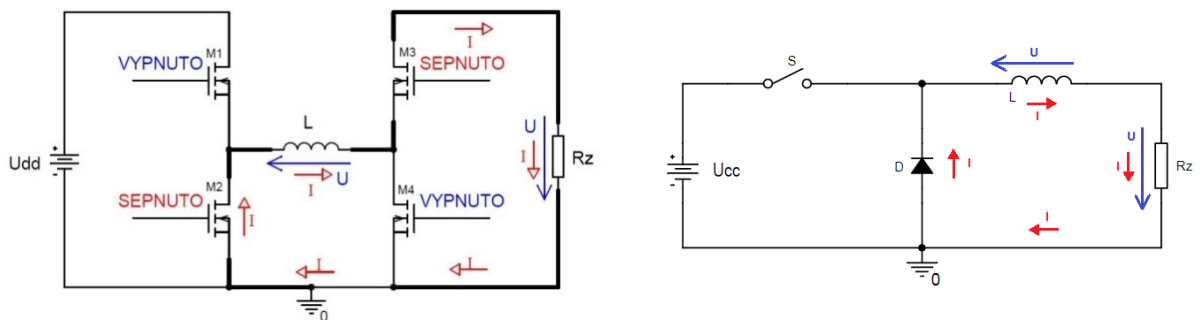 M1
VYPNUTO
M3
SEPNUTO
I
L
U
I
Rz
Udd
+
-
I
U
M2
SEPNUTO
I
M4
VYPNUTO
I
I
0
U
S
L
I
U
I
Rz
+
-
Ucc
D
I
I
0